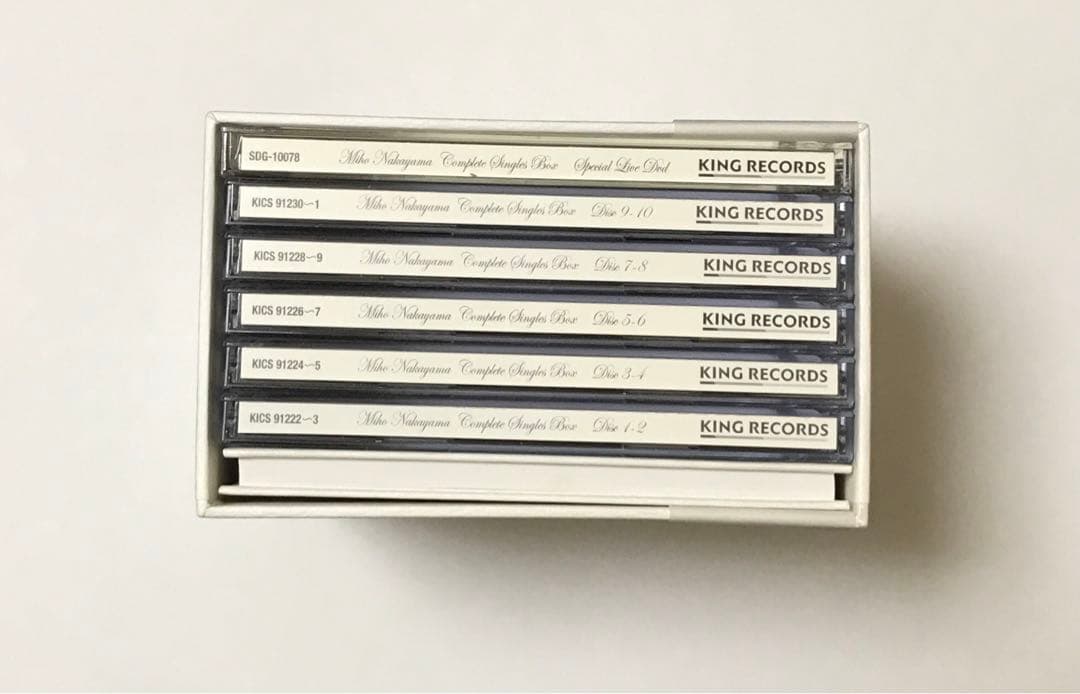 SDG-10078 Miho Nakayama Complete Singles Box Special Live Dvd KING RECORDS
KICS 91230〜1 Miho Nakayama Complete Singles Box Disc 9-10 KING RECORDS
KICS 91228〜9 Miho Nakayama Complete Singles Box Disc 7-8 KING RECORDS
KICS 91226〜7 Miho Nakayama Complete Singles Box Disc 5-6 KING RECORDS
KICS 91224〜5 Miho Nakayama Complete Singles Box Disc 3-4 KING RECORDS
KICS 91222〜3 Miho Nakayama Complete Singles Box Disc 1-2 KING RECORDS